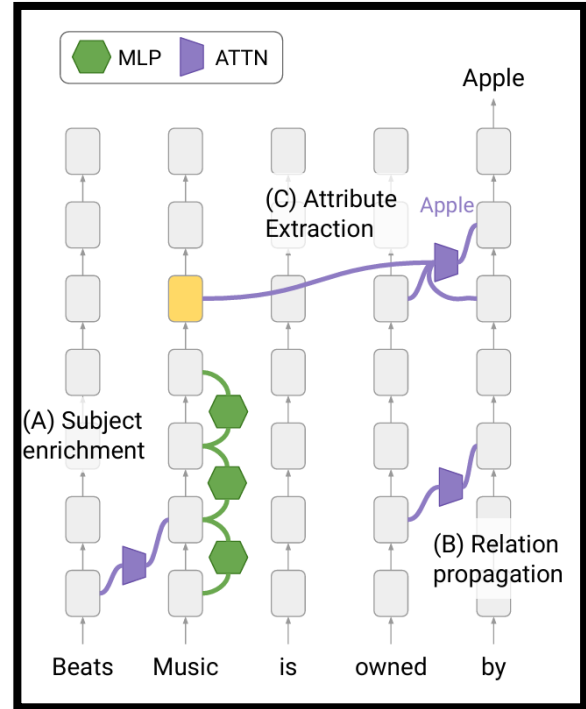 MLP ATTN
Apple
(C) Attribute
Extraction
Apple
(A) Subject
enrichment
(B) Relation
propagation
Beats Music is owned by